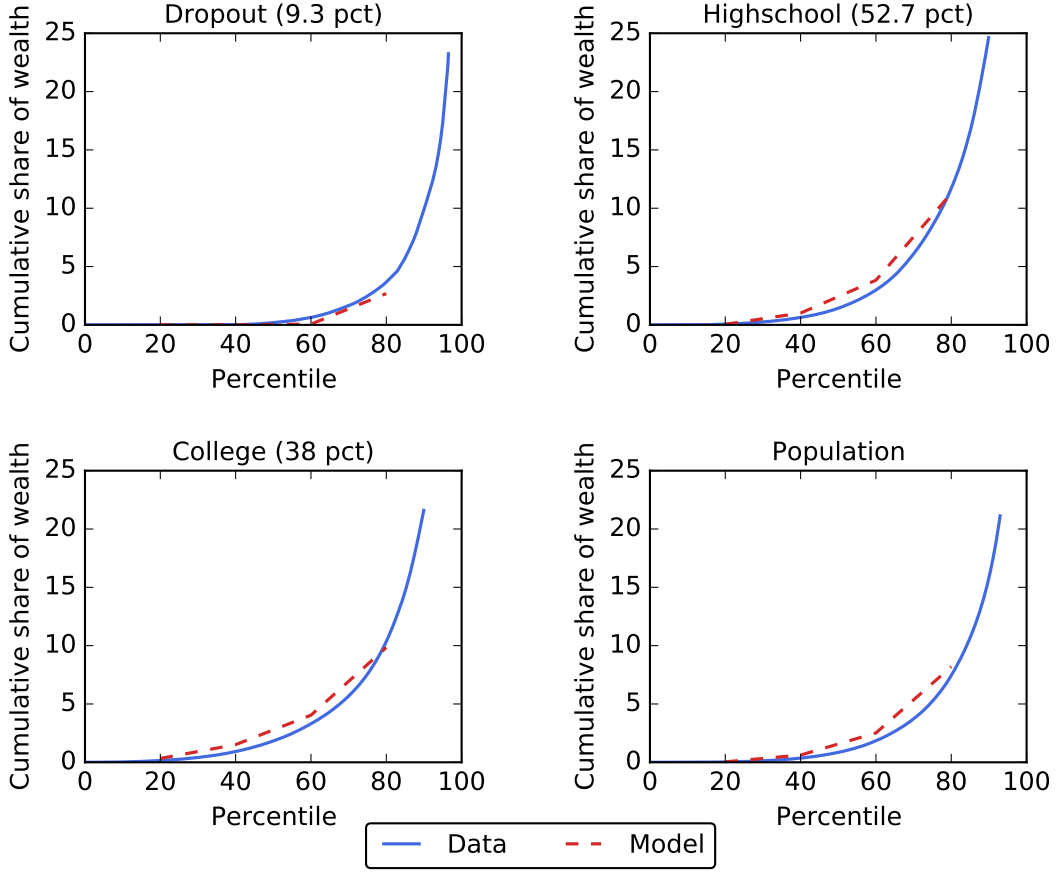 Dropout (9.3 pct)
Cumulative share of wealth
25
20
15
10
5
0
0 20 40 60 80 100
Percentile
Highschool (52.7 pct)
Cumulative share of wealth
25
20
15
10
5
0
0 20 40 60 80 100
Percentile
College (38 pct)
Cumulative share of wealth
25
20
15
10
5
0
0 20 40 60 80 100
Percentile
Population
Cumulative share of wealth
25
20
15
10
5
0
0 20 40 60 80 100
Percentile
Data Model